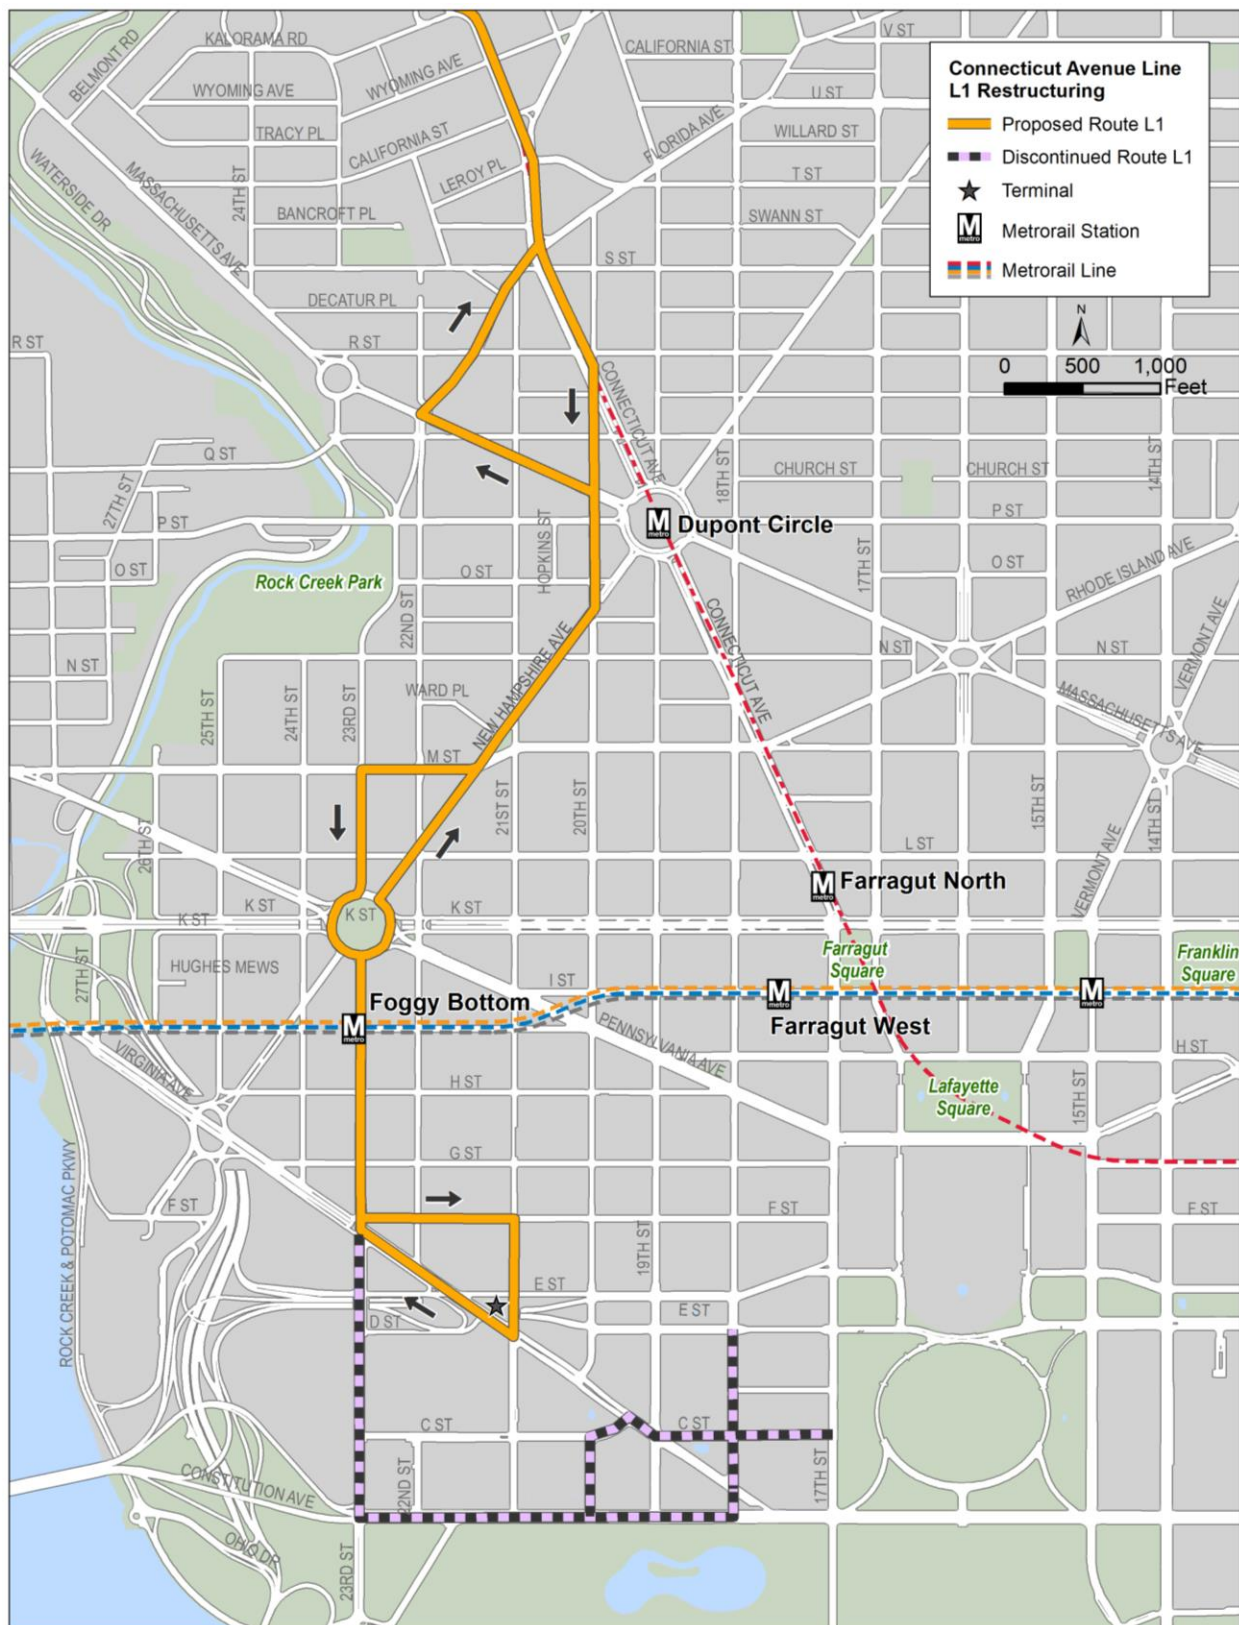 KALORAMA RD
CALIFORNIA ST
V ST
BELMONT RD
WYOMING AVE
WYOMING AVE
U ST
TRACY PL
CALIFORNIA ST
FLORIDA AVE
WILLARD ST
WATERSIDE DR
MASSACHUSETTS AVE
24TH ST
LEROY PL
T ST
BANCROFT PL
SWANN ST
S ST
DECATUR PL
Connecticut Avenue Line
L1 Restructuring
Proposed Route L1
Discontinued Route L1
Terminal
M
metro
Metrorail Station
Metrorail Line
N
0 500 1,000
Feet
R ST
R ST
CONNECTICUT AVE
Q ST
27TH ST
18TH ST
CHURCH ST
CHURCH ST
14TH ST
P ST
HOPKINS ST
M
metro
Dupont Circle
P ST
17TH ST
O ST
Rock Creek Park
O ST
O ST
RHODE ISLAND AVE
22ND ST
CONNECTICUT AVE
N ST
NEW HAMPSHIRE AVE
N ST
N ST
VERMONT AVE
25TH ST
24TH ST
23RD ST
WARD PL
MASSACHUSETTS AVE
M ST
26TH ST
21ST ST
20TH ST
15TH ST
14TH ST
L ST
VERMONT AVE
M
metro
Farragut North
K ST
K ST
K ST
K ST
27TH ST
HUGHES MEWS
I ST
Farragut
Square
Franklin
Square
Foggy Bottom
M
metro
M
metro
M
metro
Farragut West
VIRGINIA AVE
PENNSYLVANIA AVE
H ST
H ST
Lafayette
Square
15TH ST
G ST
ROCK CREEK & POTOMAC PKWY
F ST
F ST
F ST
19TH ST
E ST
E ST
D ST
C ST
C ST
CONSTITUTION AVE
22ND ST
17TH ST
OHIO DR
23RD ST